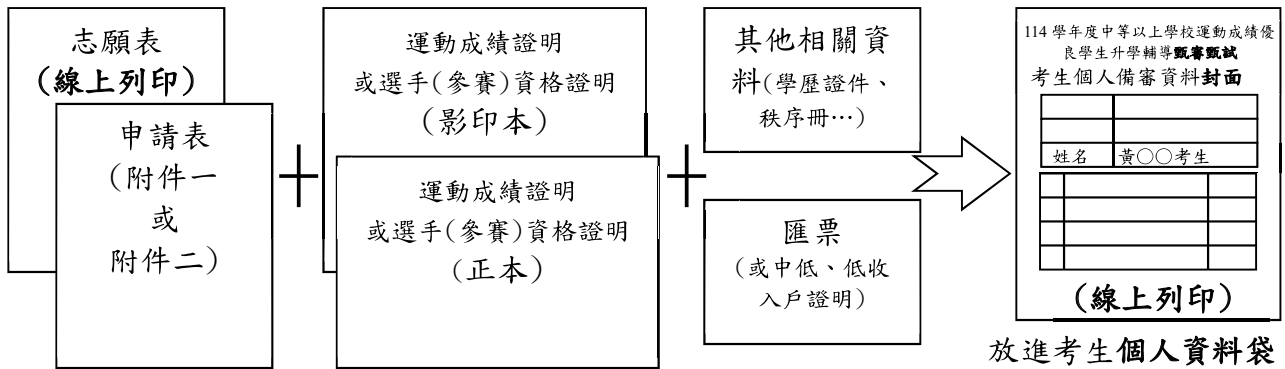 志願表
(線上列印)
申請表
(附件一
或
附件二)
+
運動成績證明
或選手(參賽)資格證明
(影印本)
運動成績證明
或選手(參賽)資格證明
(正本)
+
其他相關資
料(學歷證件、
秩序冊…)
匯票
(或中低、低收
入戶證明)
114 學年度中等以上學校運動成績優
良學生升學輔導甄審甄試
考生個人備審資料封面
姓名 黃○○考生
(線上列印)
放進考生個人資料袋